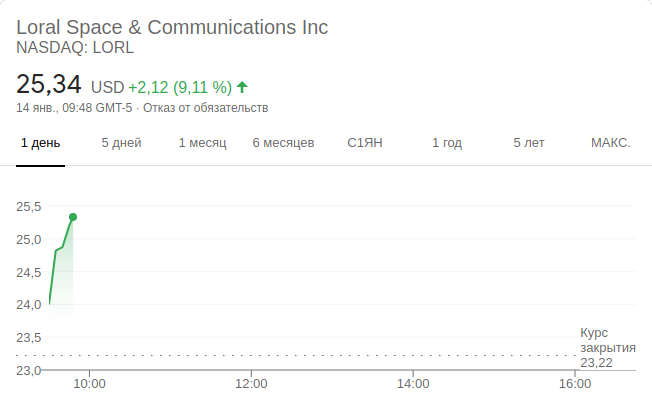 Loral Space & Communications Inc
NASDAQ: LORL
25,34 USD +2,12 (9,11 %)
14 янв., 09:48 GMT-5 · Отказ от обязательств
1 день 5 дней 1 месяц 6 месяцев С1ЯН 1 год 5 лет МАКС.
25,5
25,0
24,5
24,0
23,5
23,0
Курс
закрытия
23,22
10:00 12:00 14:00 16:00